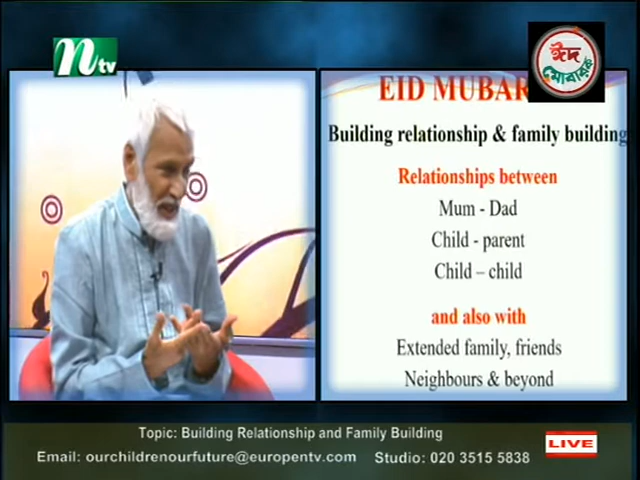 Ntv
ঈদ
মোবারক
EID MUBAR
Building relationship & family building
Relationships between
Mum - Dad
Child - parent
Child – child
and also with
Extended family, friends
Neighbours & beyond
Topic: Building Relationship and Family Building
Email: ourchildrenourfuture@europentv.com Studio: 020 3515 5838
LIVE